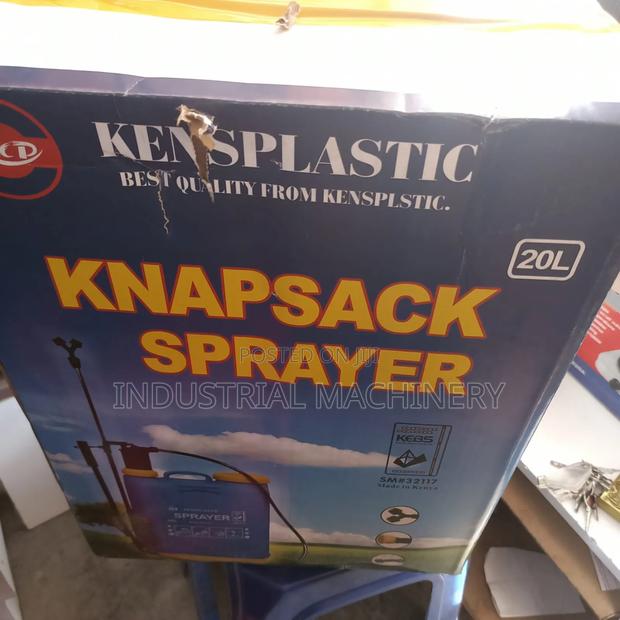 CP
KENSPLASTIC
BEST QUALITY FROM KENSPLSTIC.
20L
KNAPSACK
SPRAYER
POSTED ON JIJI
INDUSTRIAL MACHINERY
KEBS
SM#32117
Made in Kenya
SPRAYER